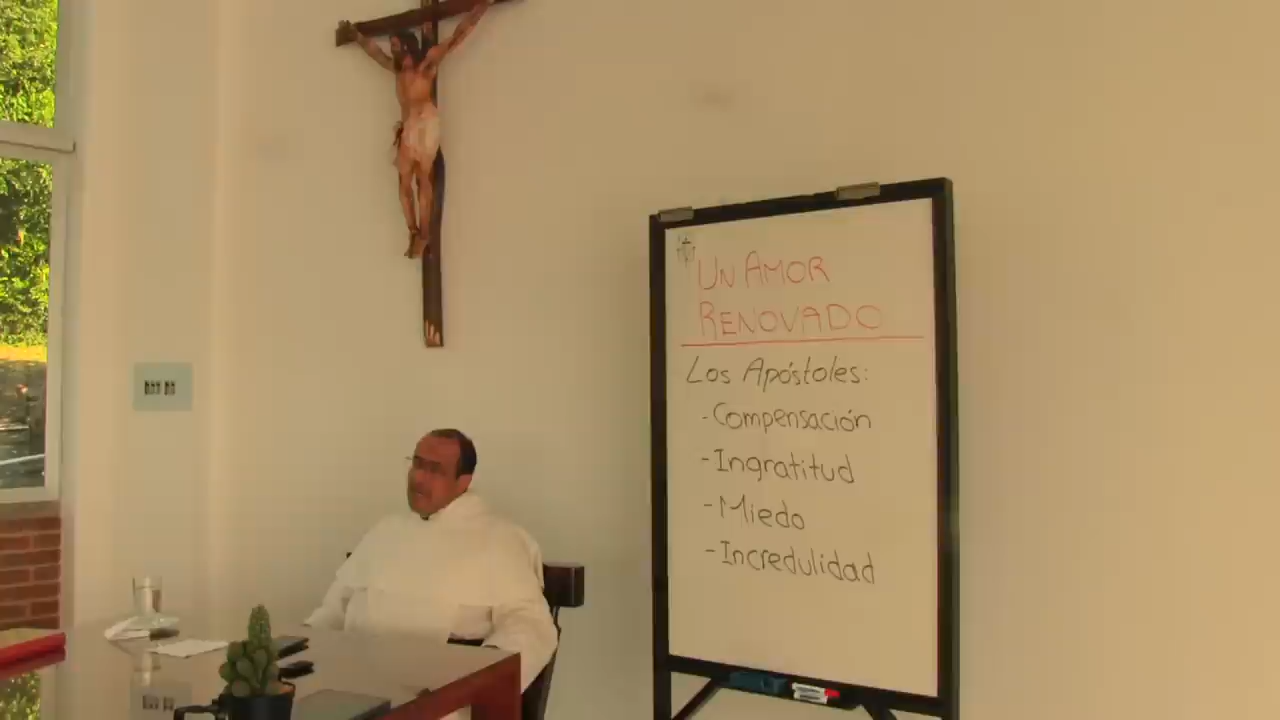 UN AMOR
RENOVADO
Los Apóstoles:
-Compensación
-Ingratitud
-Miedo
-Incredulidad